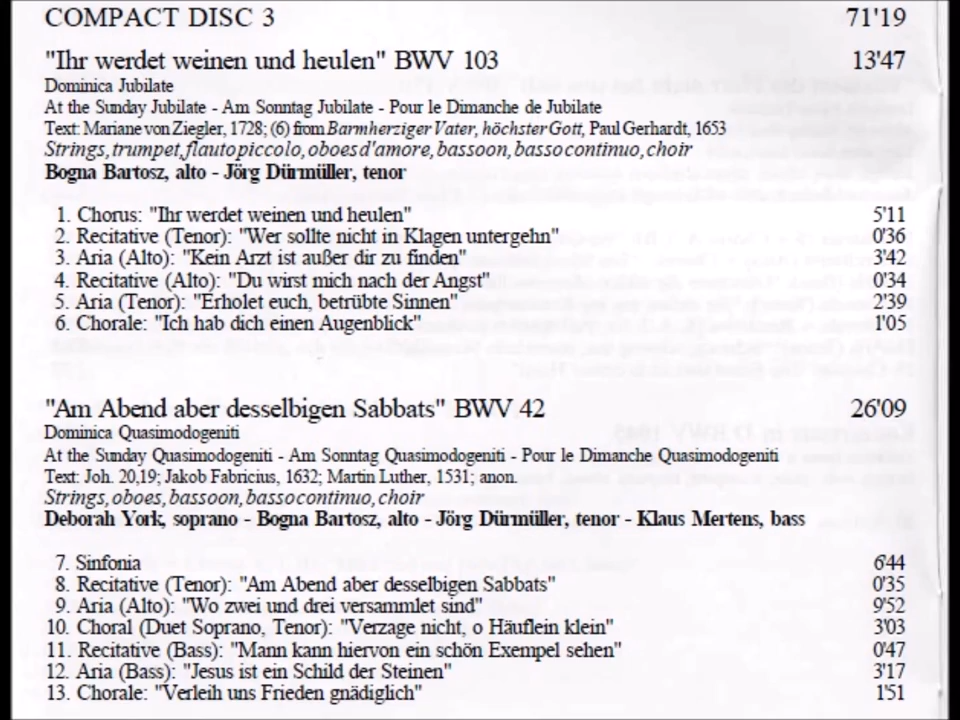 COMPACT DISC 3 71'19
"Ihr werdet weinen und heulen" BWV 103 13'47
Dominica Jubilate
At the Sunday Jubilate - Am Sonntag Jubilate - Pour le Dimanche de Jubilate
Text: Mariane von Ziegler, 1728; (6) from Barmherziger Vater, höchster Gott, Paul Gerhardt, 1653
Strings, trumpet, flauto piccolo, oboes d'amore, bassoon, basso continuo, choir
Bogna Bartosz, alto - Jörg Dürmüller, tenor
1. Chorus: "Ihr werdet weinen und heulen" 5'11
2. Recitative (Tenor): "Wer sollte nicht in Klagen untergehn" 0'36
3. Aria (Alto): "Kein Arzt ist außer dir zu finden" 3'42
4. Recitative (Alto): "Du wirst mich nach der Angst" 0'34
5. Aria (Tenor): "Erholet euch, betrübte Sinnen" 2'39
6. Chorale: "Ich hab dich einen Augenblick" 1'05
"Am Abend aber desselbigen Sabbats" BWV 42 26'09
Dominica Quasimodogeniti
At the Sunday Quasimodogeniti - Am Sonntag Quasimodogeniti - Pour le Dimanche Quasimodogeniti
Text: Joh. 20,19; Jakob Fabricius, 1632; Martin Luther, 1531; anon.
Strings, oboes, bassoon, basso continuo, choir
Deborah York, soprano - Bogna Bartosz, alto - Jörg Dürmüller, tenor - Klaus Mertens, bass
7. Sinfonia 6'44
8. Recitative (Tenor): "Am Abend aber desselbigen Sabbats" 0'35
9. Aria (Alto): "Wo zwei und drei versammlet sind" 9'52
10. Choral (Duet Soprano, Tenor): "Verzage nicht, o Häuflein klein" 3'03
11. Recitative (Bass): "Mann kann hiervon ein schön Exempel sehen" 0'47
12. Aria (Bass): "Jesus ist ein Schild der Steinen" 3'17
13. Chorale: "Verleih uns Frieden gnädiglich" 1'51